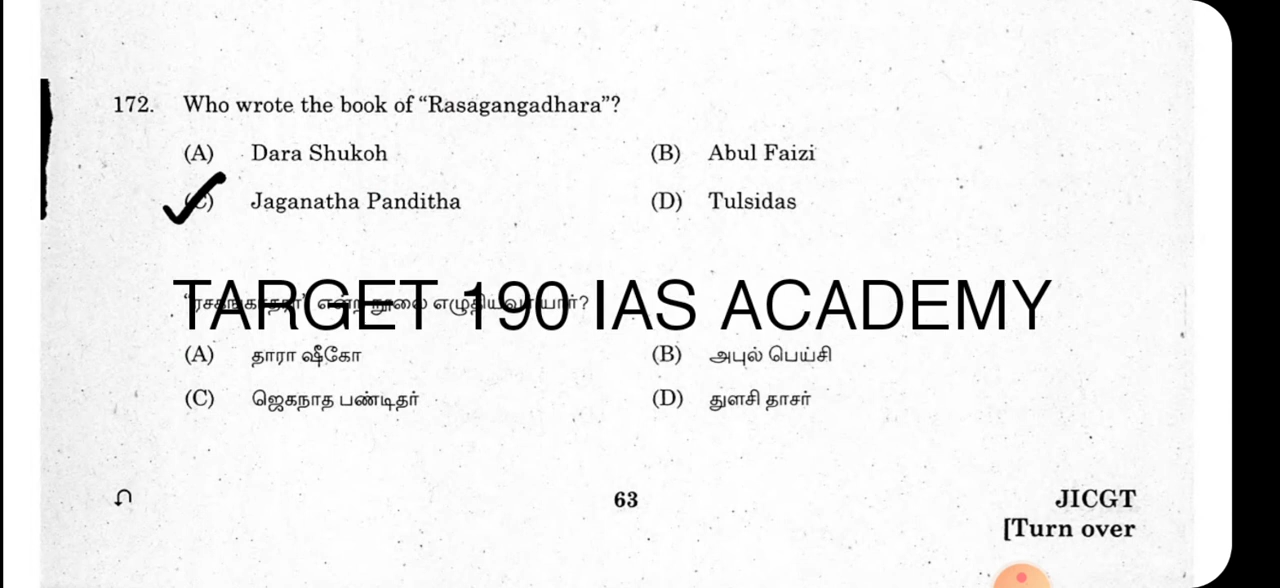 172. Who wrote the book of “Rasagangadhara”?
(A) Dara Shukoh (B) Abul Faizi
(C) Jaganatha Panditha (D) Tulsidas
TARGET 190 IAS ACADEMY
என்ற நூலை எழுதியவர் யார்?
(A) தாரா ஷீகோ (B) அபுல் பெய்சி
(C) ஜெகநாத பண்டிதர் (D) துளசி தாசர்
63 JICGT
[Turn over